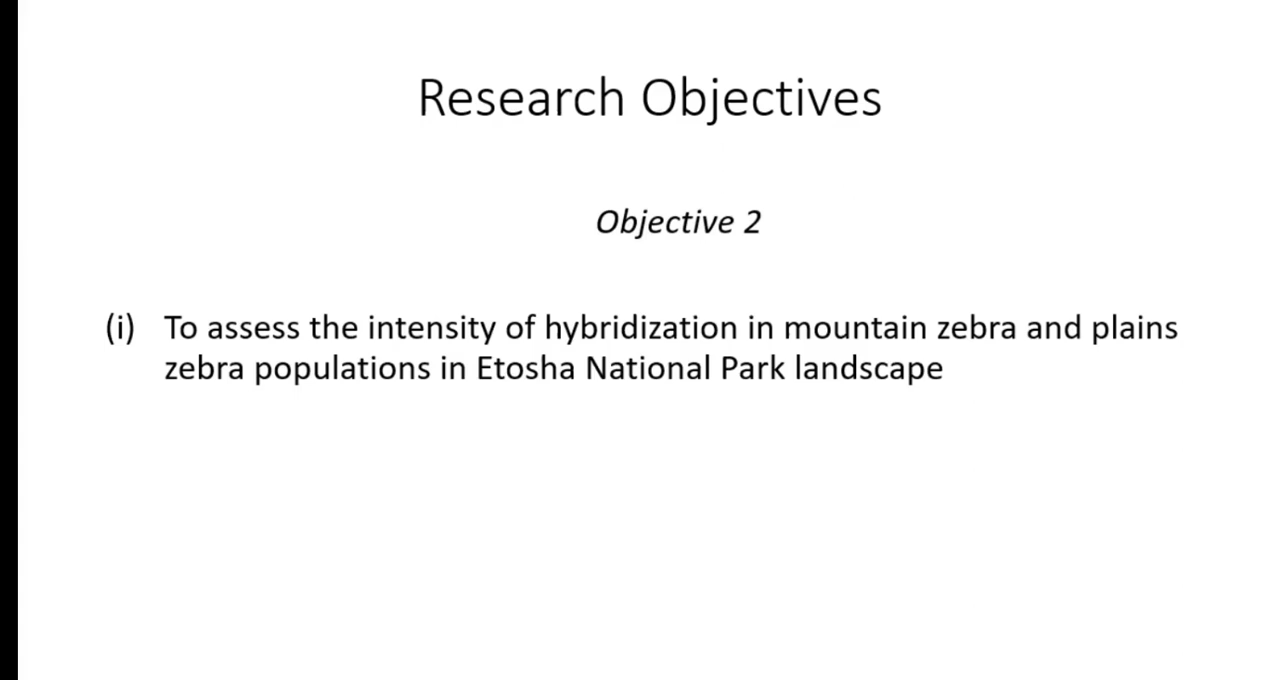 Research Objectives
Objective 2
(i) To assess the intensity of hybridization in mountain zebra and plains
zebra populations in Etosha National Park landscape